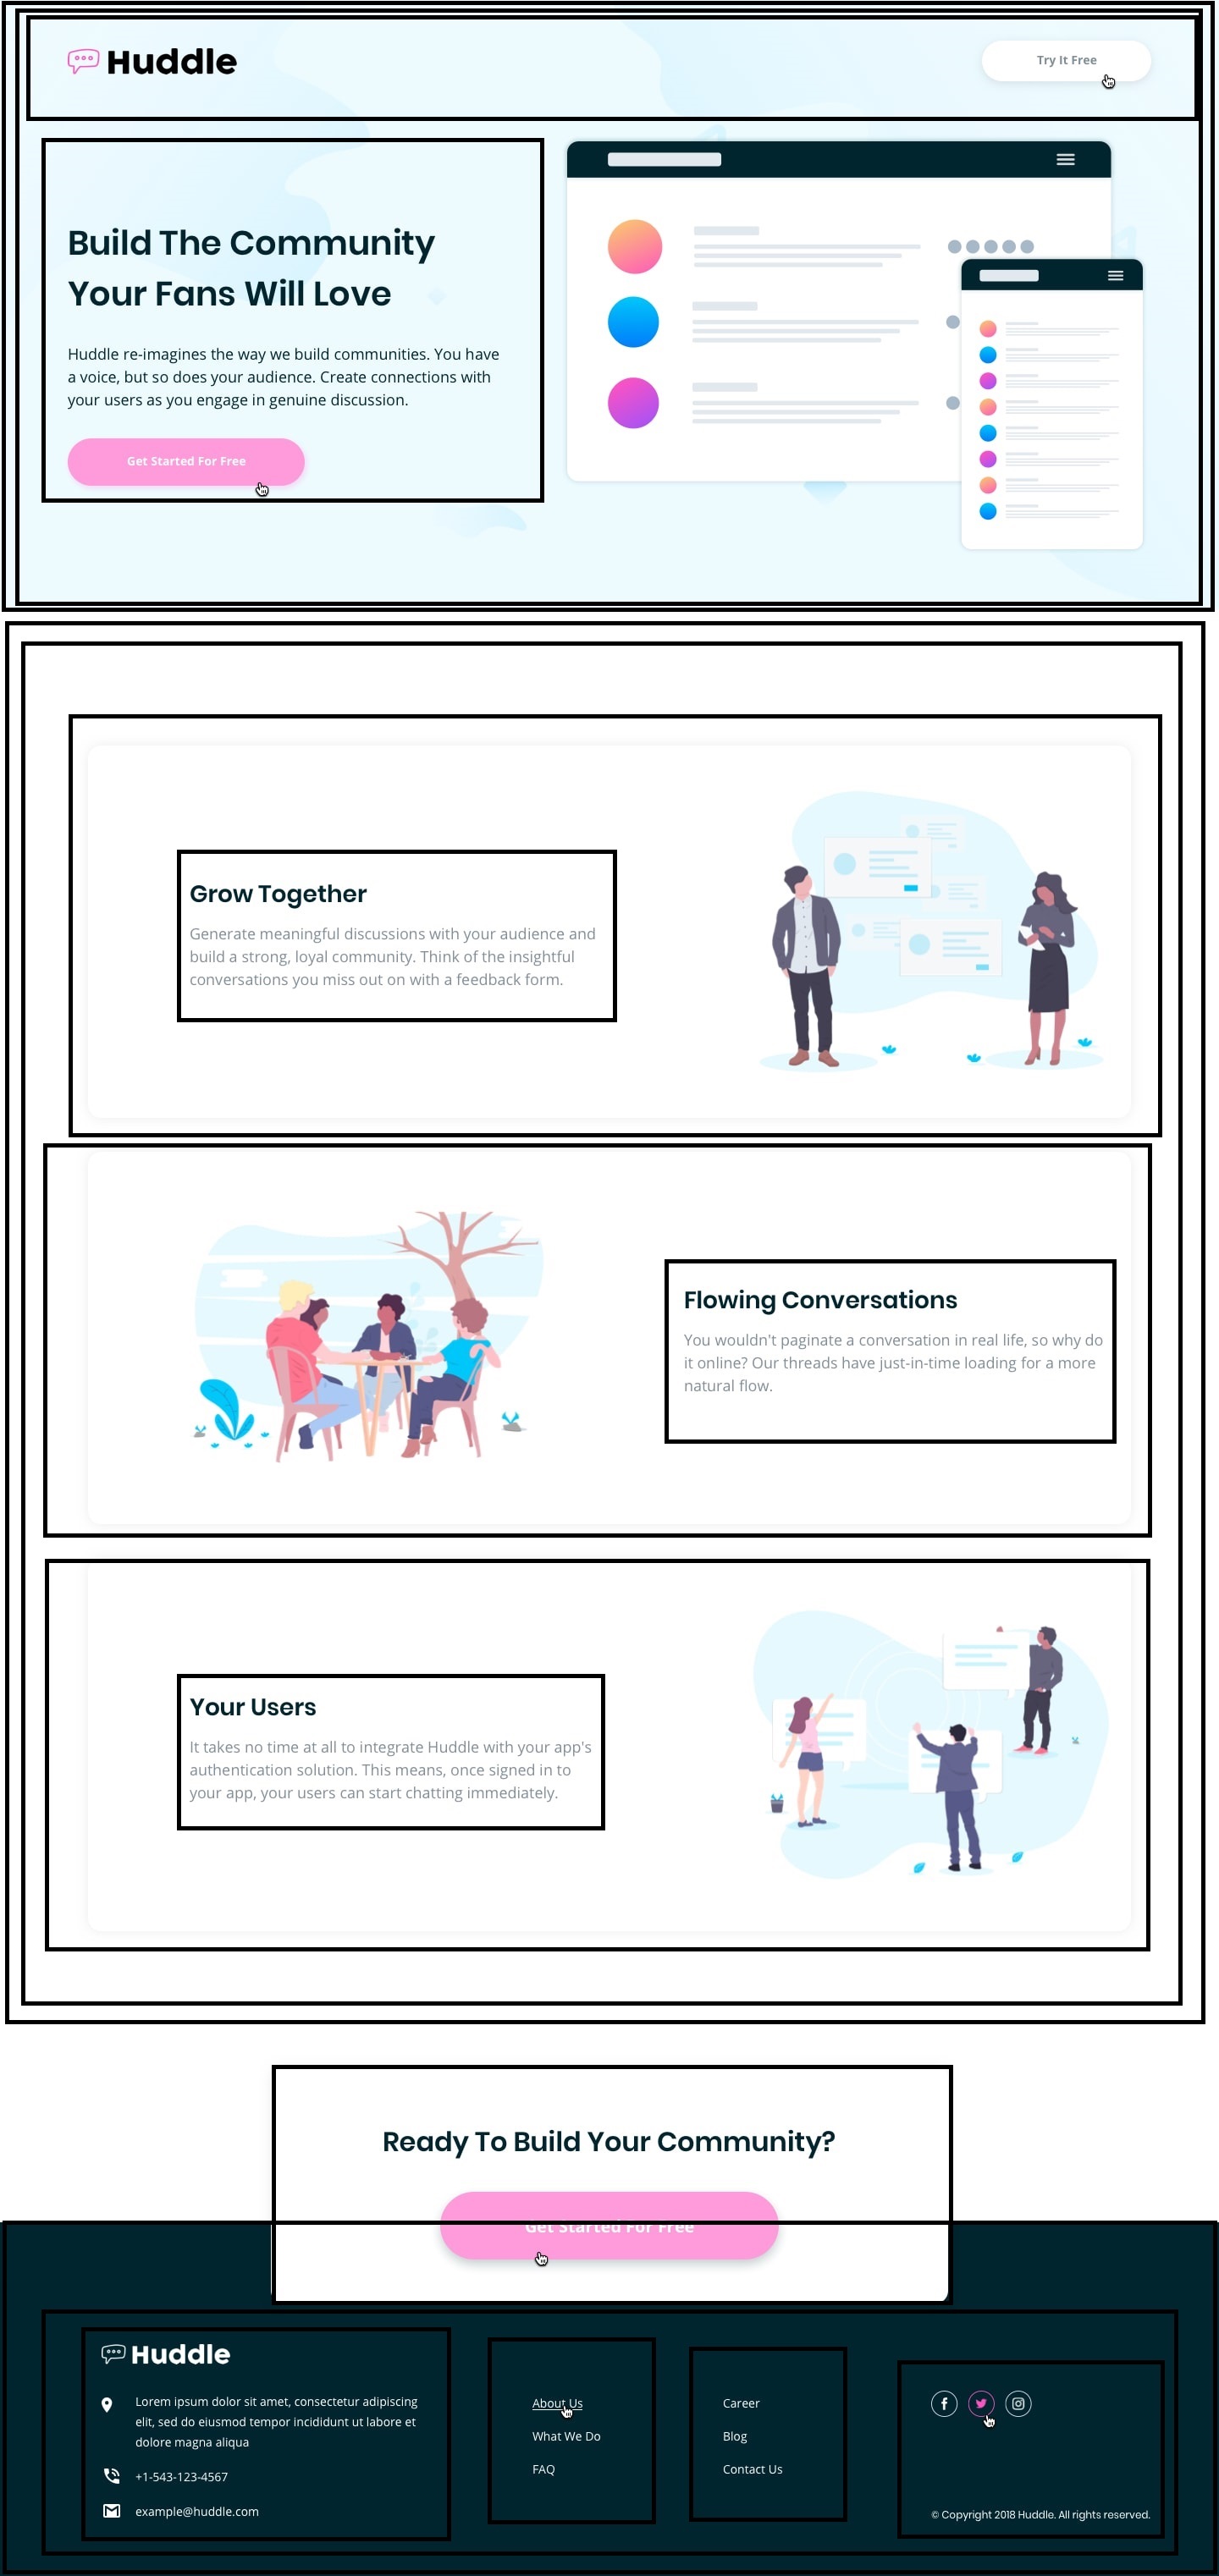 Huddle
Try It Free
Build The Community
Your Fans Will Love
Huddle re-imagines the way we build communities. You have
a voice, but so does your audience. Create connections with
your users as you engage in genuine discussion.
Get Started For Free
Grow Together
Generate meaningful discussions with your audience and
build a strong, loyal community. Think of the insightful
conversations you miss out on with a feedback form.
Flowing Conversations
You wouldn't paginate a conversation in real life, so why do
it online? Our threads have just-in-time loading for a more
natural flow.
Your Users
It takes no time at all to integrate Huddle with your app's
authentication solution. This means, once signed in to
your app, your users can start chatting immediately.
Ready To Build Your Community?
Get Started For Free
Huddle
Lorem ipsum dolor sit amet, consectetur adipiscing
elit, sed do eiusmod tempor incididunt ut labore et
dolore magna aliqua
+1-543-123-4567
example@huddle.com
About Us
What We Do
FAQ
Career
Blog
Contact Us
© Copyright 2018 Huddle. All rights reserved.